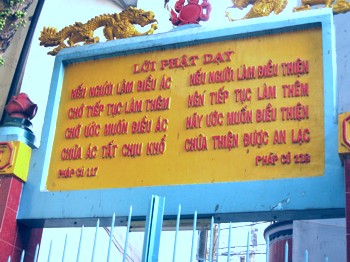 LỜI PHẬT DẠY
NẾU NGƯỜI LÀM ĐIỀU ÁC
CHỚ TIẾP TỤC LÀM THÊM
CHỚ ƯỚC MUỐN ĐIỀU ÁC
CHỨA ÁC TẤT CHỊU KHỔ
PHÁP CÚ 117
NẾU NGƯỜI LÀM ĐIỀU THIỆN
NÊN TIẾP TỤC LÀM THÊM
HÃY ƯỚC MUỐN ĐIỀU THIỆN
CHỨA THIỆN ĐƯỢC AN LẠC
PHÁP CÚ 118